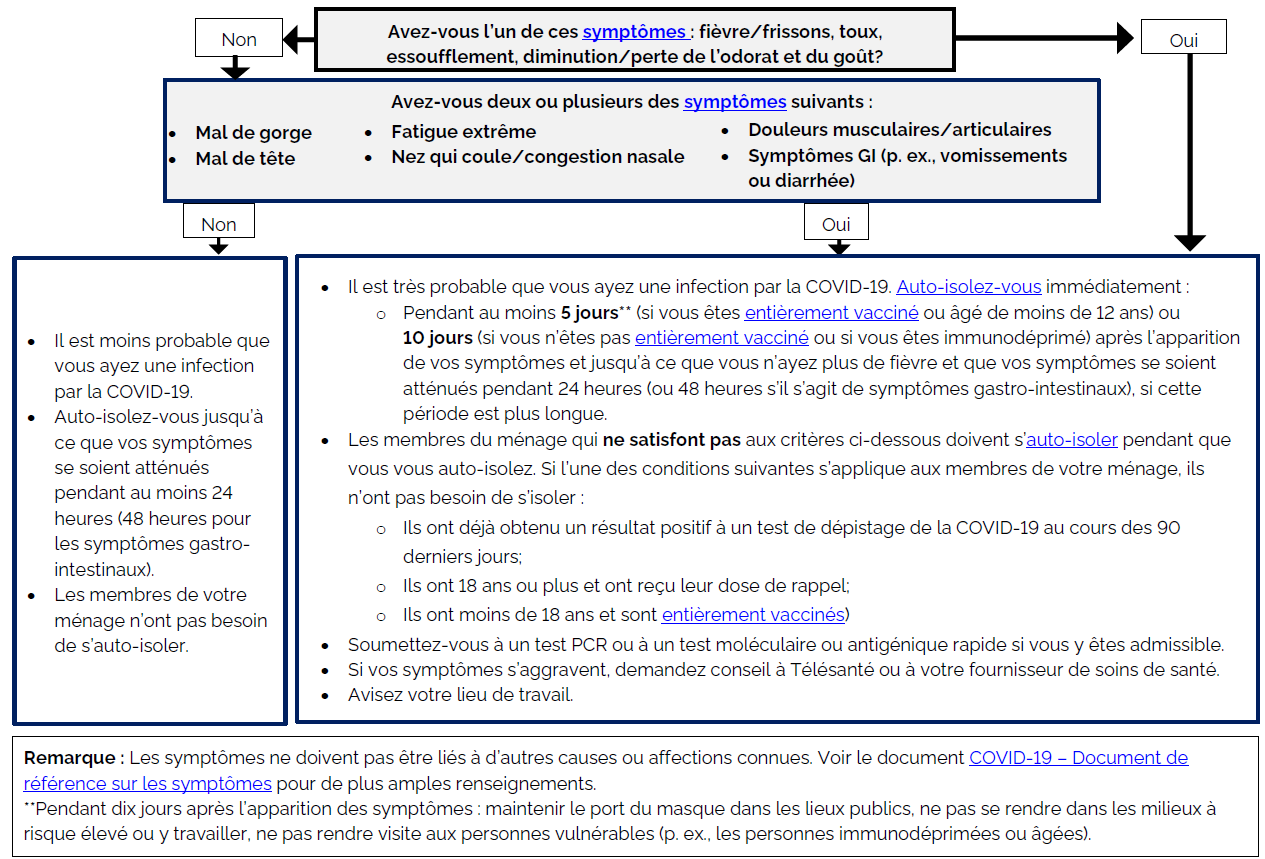 Non
Avez-vous l'un de ces symptômes : fièvre/frissons, toux,
essoufflement, diminution/perte de l'odorat et du goût?
Oui
Avez-vous deux ou plusieurs des symptômes suivants :
• Mal de gorge
• Mal de tête
• Fatigue extrême
• Nez qui coule/congestion nasale
• Douleurs musculaires/articulaires
• Symptômes GI (p. ex., vomissements
ou diarrhée)
Non
Oui
• Il est moins probable que
vous ayez une infection
par la COVID-19.
• Auto-isolez-vous jusqu'à
ce que vos symptômes
se soient atténués
pendant au moins 24
heures (48 heures pour
les symptômes gastro-
intestinaux).
• Les membres de votre
ménage n'ont pas besoin
de s'auto-isoler.
• Il est très probable que vous ayez une infection par la COVID-19. Auto-isolez-vous immédiatement :
o Pendant au moins 5 jours** (si vous êtes entièrement vacciné ou âgé de moins de 12 ans) ou
10 jours (si vous n'êtes pas entièrement vacciné ou si vous êtes immunodéprimé) après l'apparition
de vos symptômes et jusqu'à ce que vous n'ayez plus de fièvre et que vos symptômes se soient
atténués pendant 24 heures (ou 48 heures s'il s'agit de symptômes gastro-intestinaux), si cette
période est plus longue.
• Les membres du ménage qui ne satisfont pas aux critères ci-dessous doivent s'auto-isoler pendant que
vous vous auto-isolez. Si l'une des conditions suivantes s'applique aux membres de votre ménage, ils
n'ont pas besoin de s'isoler :
o Ils ont déjà obtenu un résultat positif à un test de dépistage de la COVID-19 au cours des 90
derniers jours;
o Ils ont 18 ans ou plus et ont reçu leur dose de rappel;
o Ils ont moins de 18 ans et sont entièrement vaccinés)
• Soumettez-vous à un test PCR ou à un test moléculaire ou antigénique rapide si vous y êtes admissible.
• Si vos symptômes s'aggravent, demandez conseil à Télésanté ou à votre fournisseur de soins de santé.
• Avisez votre lieu de travail.
Remarque : Les symptômes ne doivent pas être liés à d'autres causes ou affections connues. Voir le document COVID-19 – Document de
référence sur les symptômes pour de plus amples renseignements.
**Pendant dix jours après l'apparition des symptômes : maintenir le port du masque dans les lieux publics, ne pas se rendre dans les milieux à
risque élevé ou y travailler, ne pas rendre visite aux personnes vulnérables (p. ex., les personnes immunodéprimées ou âgées).